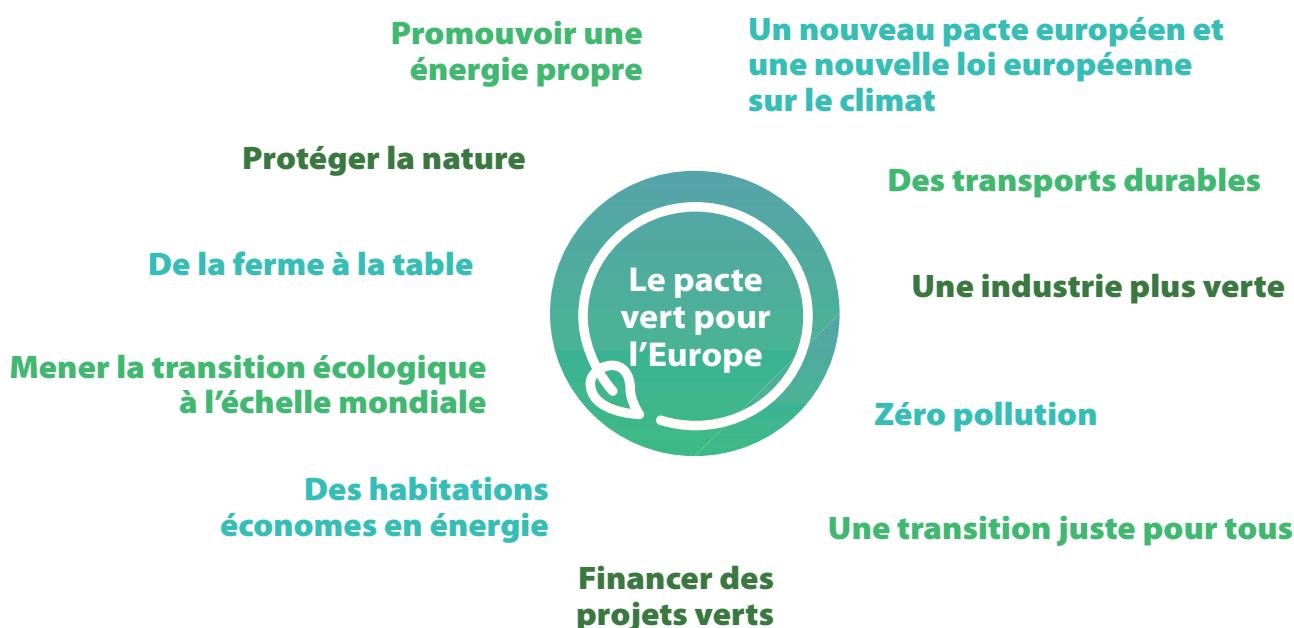 Promouvoir une
énergie propre
Un nouveau pacte européen et
une nouvelle loi européenne
sur le climat
Protéger la nature
Des transports durables
De la ferme à la table
Le pacte
vert pour
l’Europe
Une industrie plus verte
Mener la transition écologique
à l’échelle mondiale
Zéro pollution
Des habitations
économes en énergie
Une transition juste pour tous
Financer des
projets verts